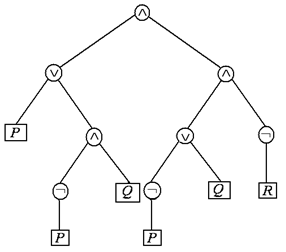 ∧
∨ ∧
P ∧ ∨ ¬
¬ Q ¬ Q R
P P